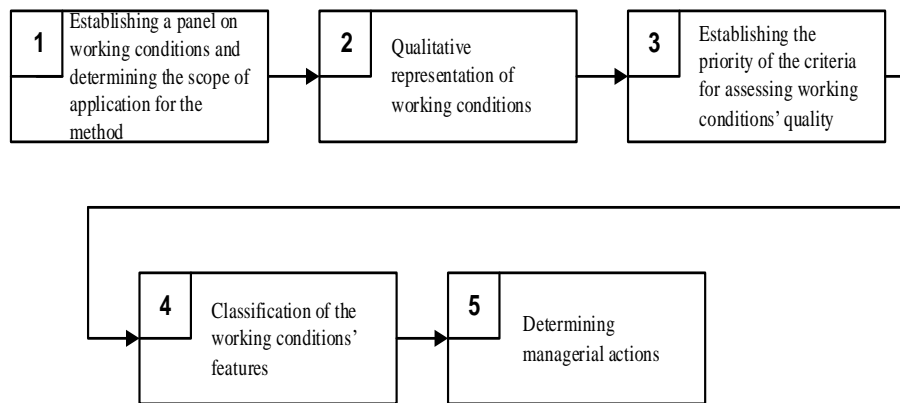 1
Establishing a panel on
working conditions and
determining the scope of
application for the
method
2
Qualitative
representation of
working conditions
3
Establishing the
priority of the criteria
for assessing working
conditions' quality
4
Classification of the
working conditions'
features
5
Determining
managerial actions